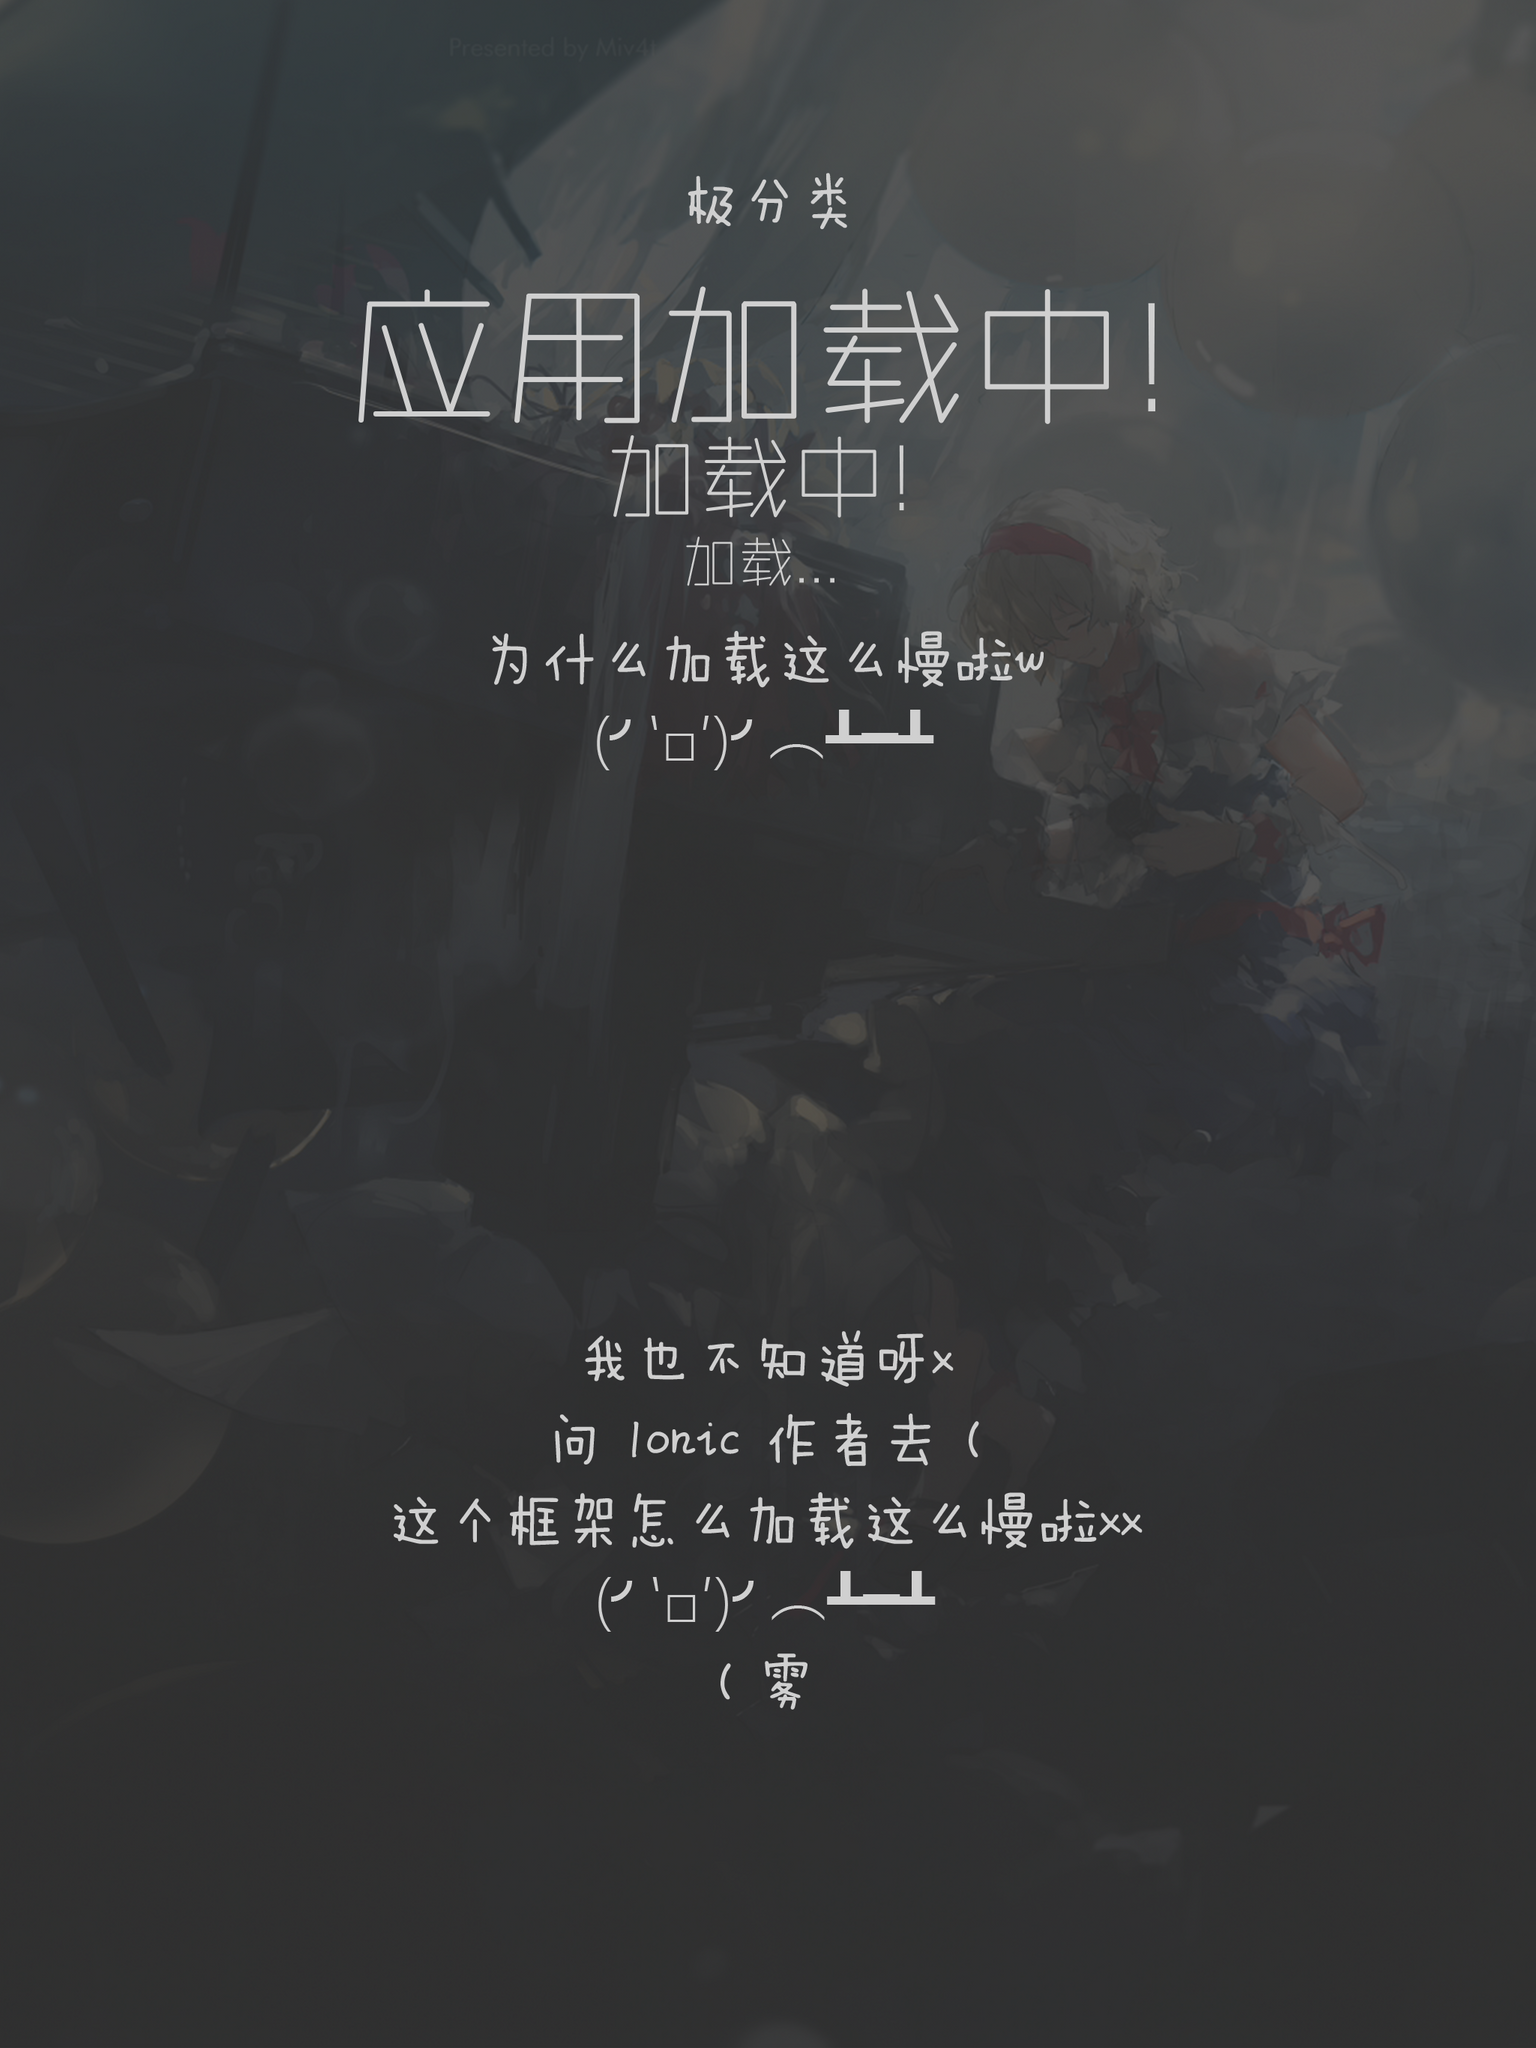 Presented by Miv4t
极分类
应用加载中!
加载中!
加载...
为什么加载这么慢啦w
(╯‵□′)╯︵┻━┻
我也不知道呀x
问 Ionic 作者去（
这个框架怎么加载这么慢啦xx
(╯‵□′)╯︵┻━┻
（雾